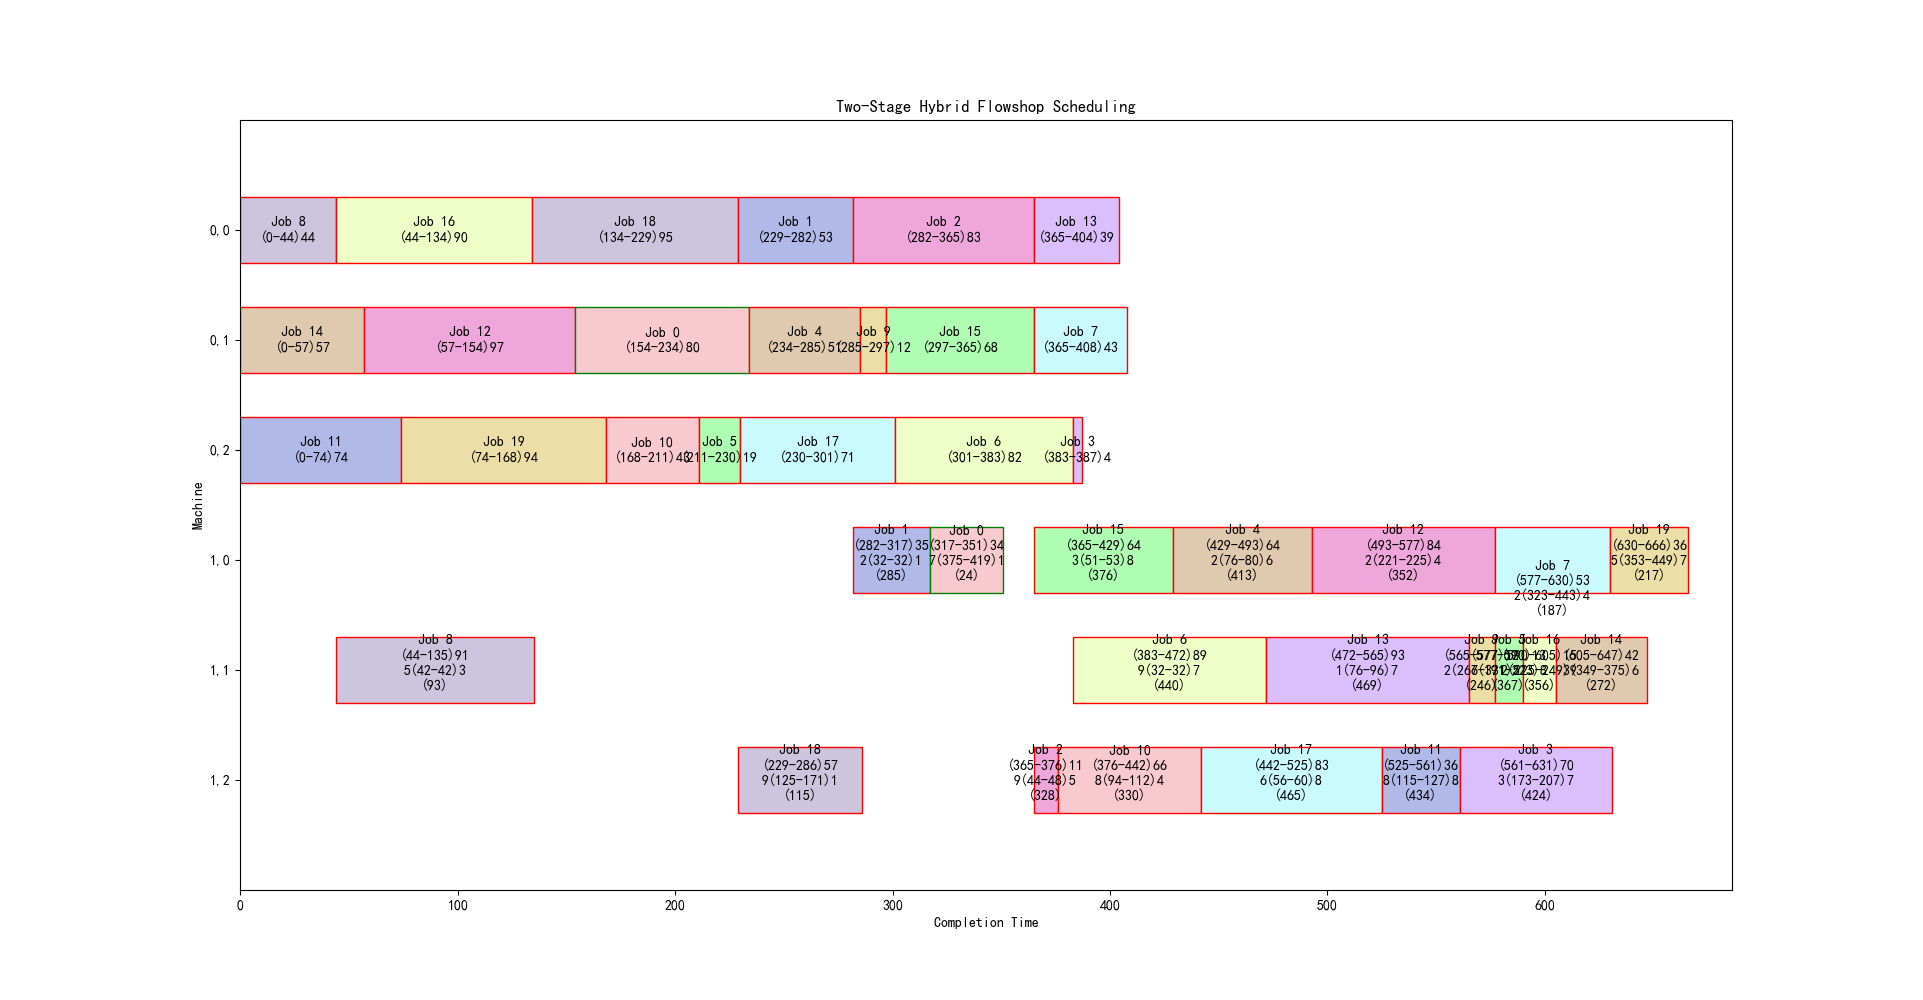 Two-Stage Hybrid Flowshop Scheduling
Machine
0,0
Job 8
(0-44)44
Job 16
(44-134)90
Job 18
(134-229)95
Job 1
(229-282)53
Job 2
(282-365)83
Job 13
(365-404)39
0,1
Job 14
(0-57)57
Job 12
(57-154)97
Job 0
(154-234)80
Job 4
(234-285)51
Job 9
(285-297)12
Job 15
(297-365)68
Job 7
(365-408)43
0,2
Job 11
(0-74)74
Job 19
(74-168)94
Job 10
(168-211)43
Job 5
(211-230)19
Job 17
(230-301)71
Job 6
(301-383)82
Job 3
(383-387)4
1,0
Job 1
(282-317)35
2(32-32)1
(285)
Job 0
(317-351)34
7(375-419)1
(24)
Job 15
(365-429)64
3(51-53)8
(376)
Job 4
(429-493)64
2(76-80)6
(413)
Job 12
(493-577)84
2(221-225)4
(352)
Job 7
(577-630)53
2(323-443)4
(187)
Job 19
(630-666)36
5(353-449)7
(217)
1,1
Job 8
(44-135)91
5(42-42)3
(93)
Job 6
(383-472)89
9(32-32)7
(440)
Job 13
(472-565)93
1(76-96)7
(469)
Job 9
(246)
Job 5
(367)
Job 16
(356)
Job 14
(605-647)42
(349-375)6
(272)
1,2
Job 18
(229-286)57
9(125-171)1
(115)
Job 2
(365-376)11
9(44-48)5
(328)
Job 10
(376-442)66
8(94-112)4
(330)
Job 17
(442-525)83
6(56-60)8
(465)
Job 11
(525-561)36
8(115-127)8
(434)
Job 3
(561-631)70
3(173-207)7
(424)
0
100
200
300
400
500
600
Completion Time